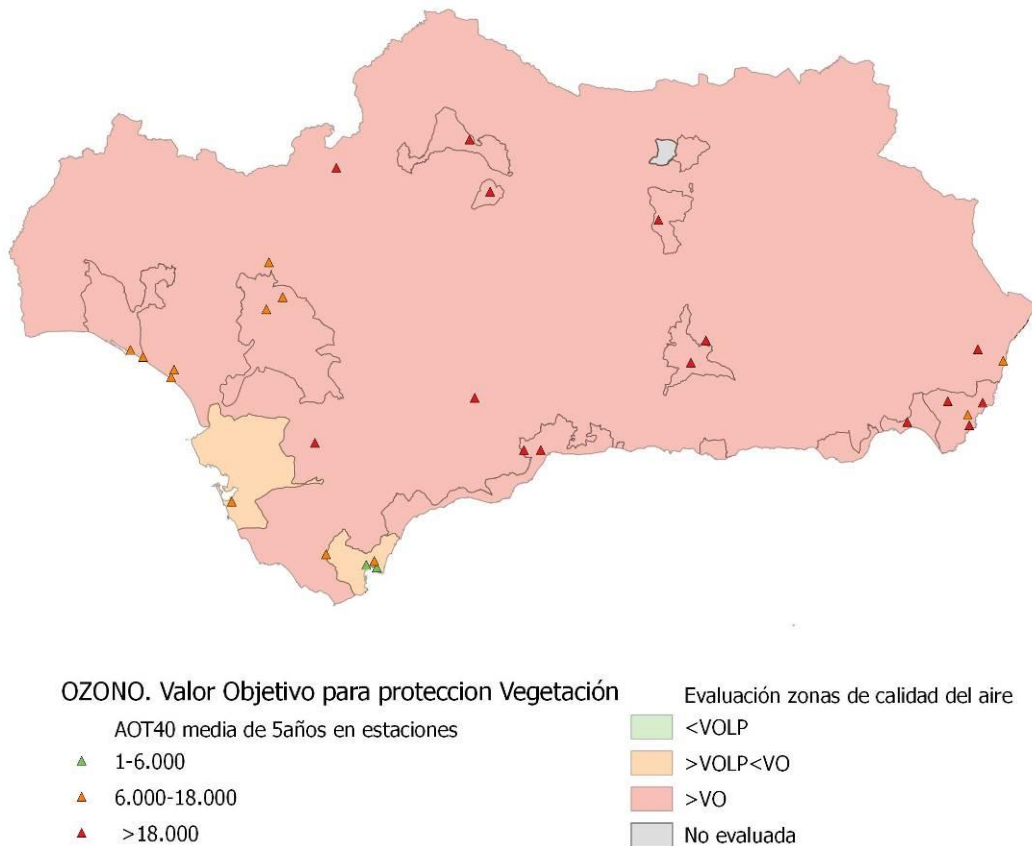 OZONO. Valor Objetivo para proteccion Vegetación
AOT40 media de 5años en estaciones
1-6.000
6.000-18.000
>18.000
Evaluación zonas de calidad del aire
<VOLP
>VOLP<VO
>VO
No evaluada